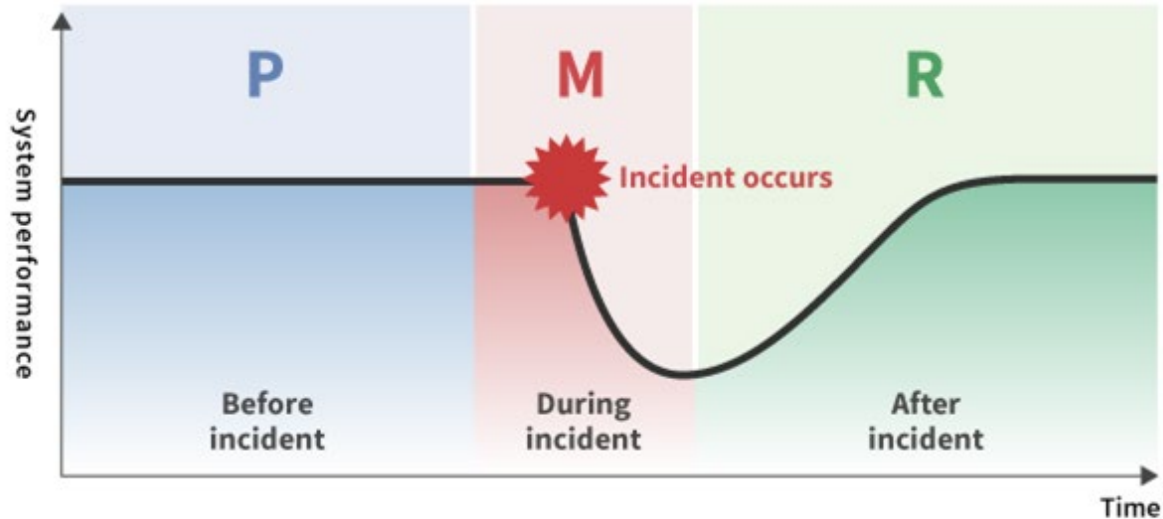 P
M
R
System performance
Incident occurs
Before
incident
During
incident
After
incident
Time